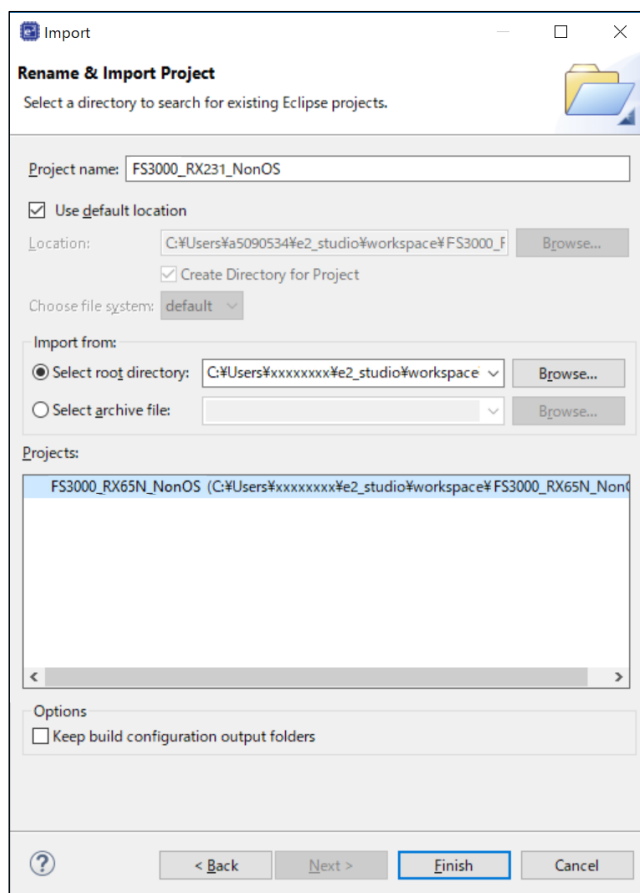 Import
Rename & Import Project
Select a directory to search for existing Eclipse projects.
Project name: FS3000_RX231_NonOS
Use default location
Location: C:¥Users¥a5090534¥e2_studio¥workspace¥FS3000_F Browse...
Create Directory for Project
Choose file system: default
Import from:
Select root directory: C:¥Users¥xxxxxxxx¥e2_studio¥workspace Browse...
Select archive file: Browse...
Projects:
FS3000_RX65N_NonOS (C:¥Users¥xxxxxxxx¥e2_studio¥workspace¥FS3000_RX65N_Non
Options
Keep build configuration output folders
? < Back Next > Finish Cancel